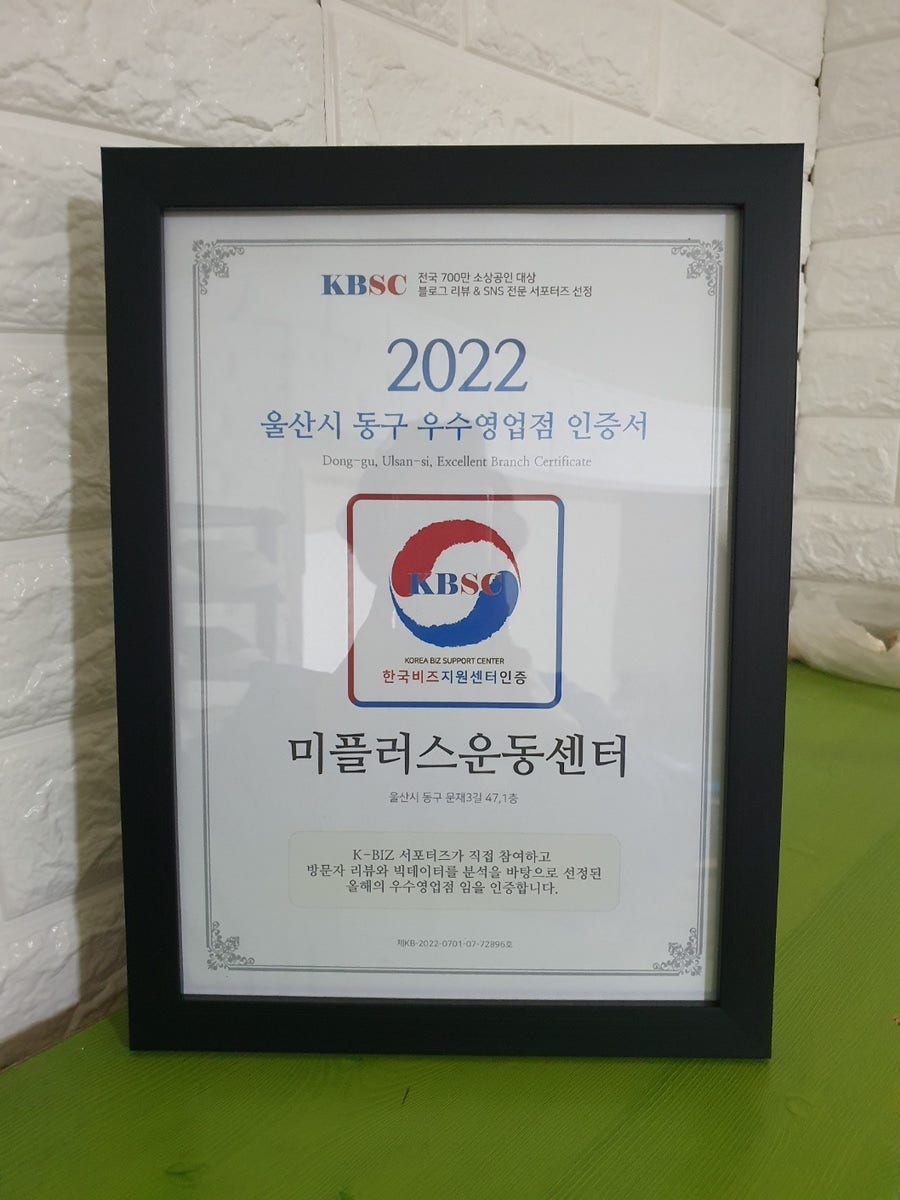 KBSC 전국 700만 소상공인 대상
블로그 리뷰 & SNS 전문 서포터즈 선정
2022
울산시 동구 우수영업점 인증서
Dong-gu, Ulsan-si, Excellent Branch Certificate
KBSC
KOREA BIZ SUPPORT CENTER
한국비즈지원센터인증
미플러스운동센터
울산시 동구 문재3길 47,1층
K-BIZ 서포터즈가 직접 참여하고
방문자 리뷰와 빅데이터를 분석을 바탕으로 선정된
올해의 우수영업점 임을 인증합니다.
제KB-2022-0701-07-72896호